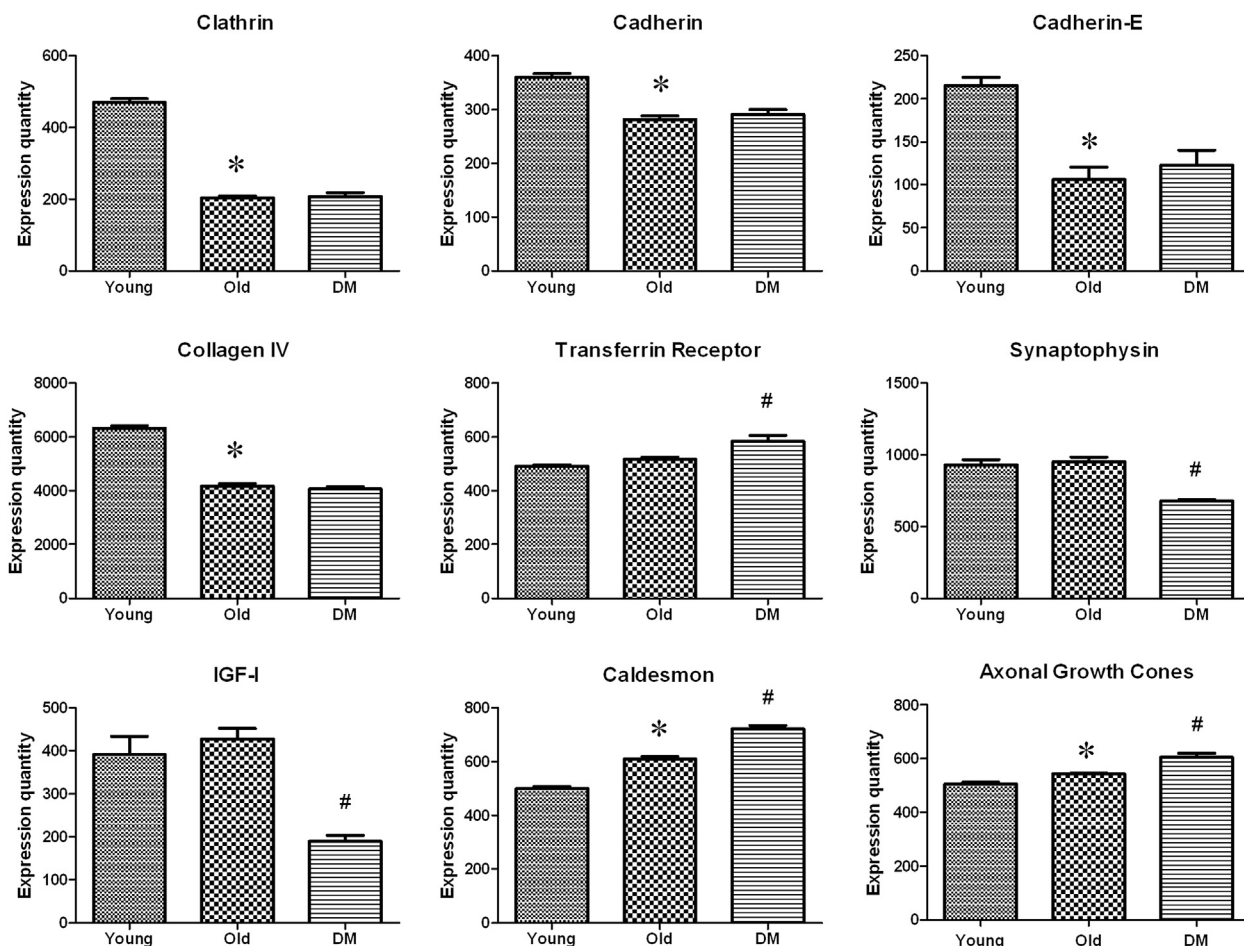 Clathrin
Expression quantity
600
400
200
0
*
Young Old DM
Cadherin
Expression quantity
400
300
200
100
0
*
Young Old DM
Cadherin-E
Expression quantity
250
200
150
100
50
0
*
Young Old DM
Collagen IV
Expression quantity
8000
6000
4000
2000
0
*
Young Old DM
Transferrin Receptor
Expression quantity
800
600
400
200
0
#
Young Old DM
Synaptophysin
Expression quantity
1500
1000
500
0
#
Young Old DM
IGF-I
Expression quantity
500
400
300
200
100
0
#
Young Old DM
Caldesmon
Expression quantity
800
600
400
200
0
* #
Young Old DM
Axonal Growth Cones
Expression quantity
800
600
400
200
0
* #
Young Old DM